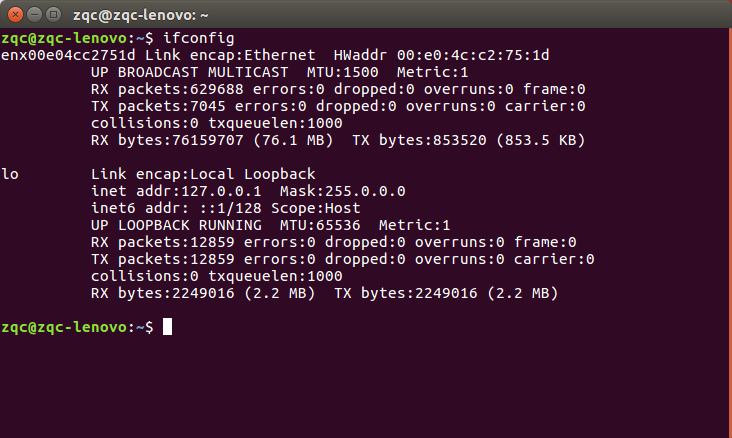 zqc@zqc-lenovo: ~
zqc@zqc-lenovo:~$ ifconfig
enx00e04cc2751d Link encap:Ethernet  HWaddr 00:e0:4c:c2:75:1d
          UP BROADCAST MULTICAST  MTU:1500  Metric:1
          RX packets:629688 errors:0 dropped:0 overruns:0 frame:0
          TX packets:7045 errors:0 dropped:0 overruns:0 carrier:0
          collisions:0 txqueuelen:1000
          RX bytes:76159707 (76.1 MB)  TX bytes:853520 (853.5 KB)

lo        Link encap:Local Loopback
          inet addr:127.0.0.1  Mask:255.0.0.0
          inet6 addr: ::1/128 Scope:Host
          UP LOOPBACK RUNNING  MTU:65536  Metric:1
          RX packets:12859 errors:0 dropped:0 overruns:0 frame:0
          TX packets:12859 errors:0 dropped:0 overruns:0 carrier:0
          collisions:0 txqueuelen:1000
          RX bytes:2249016 (2.2 MB)  TX bytes:2249016 (2.2 MB)

zqc@zqc-lenovo:~$